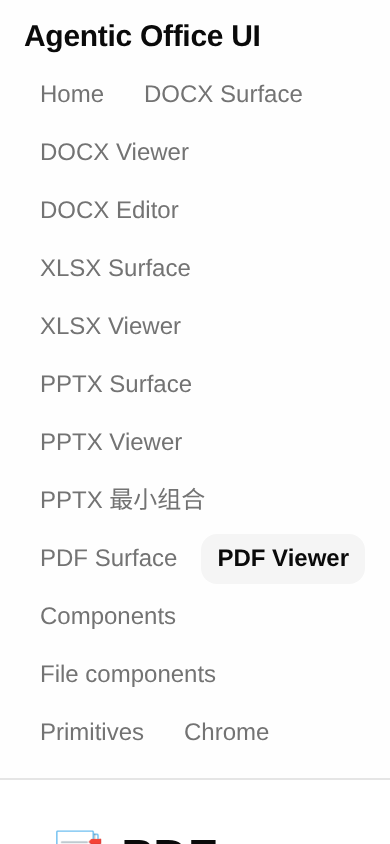 Agentic Office UI
Home DOCX Surface
DOCX Viewer
DOCX Editor
XLSX Surface
XLSX Viewer
PPTX Surface
PPTX Viewer
PPTX 最小组合
PDF Surface PDF Viewer
Components
File components
Primitives Chrome
PDF